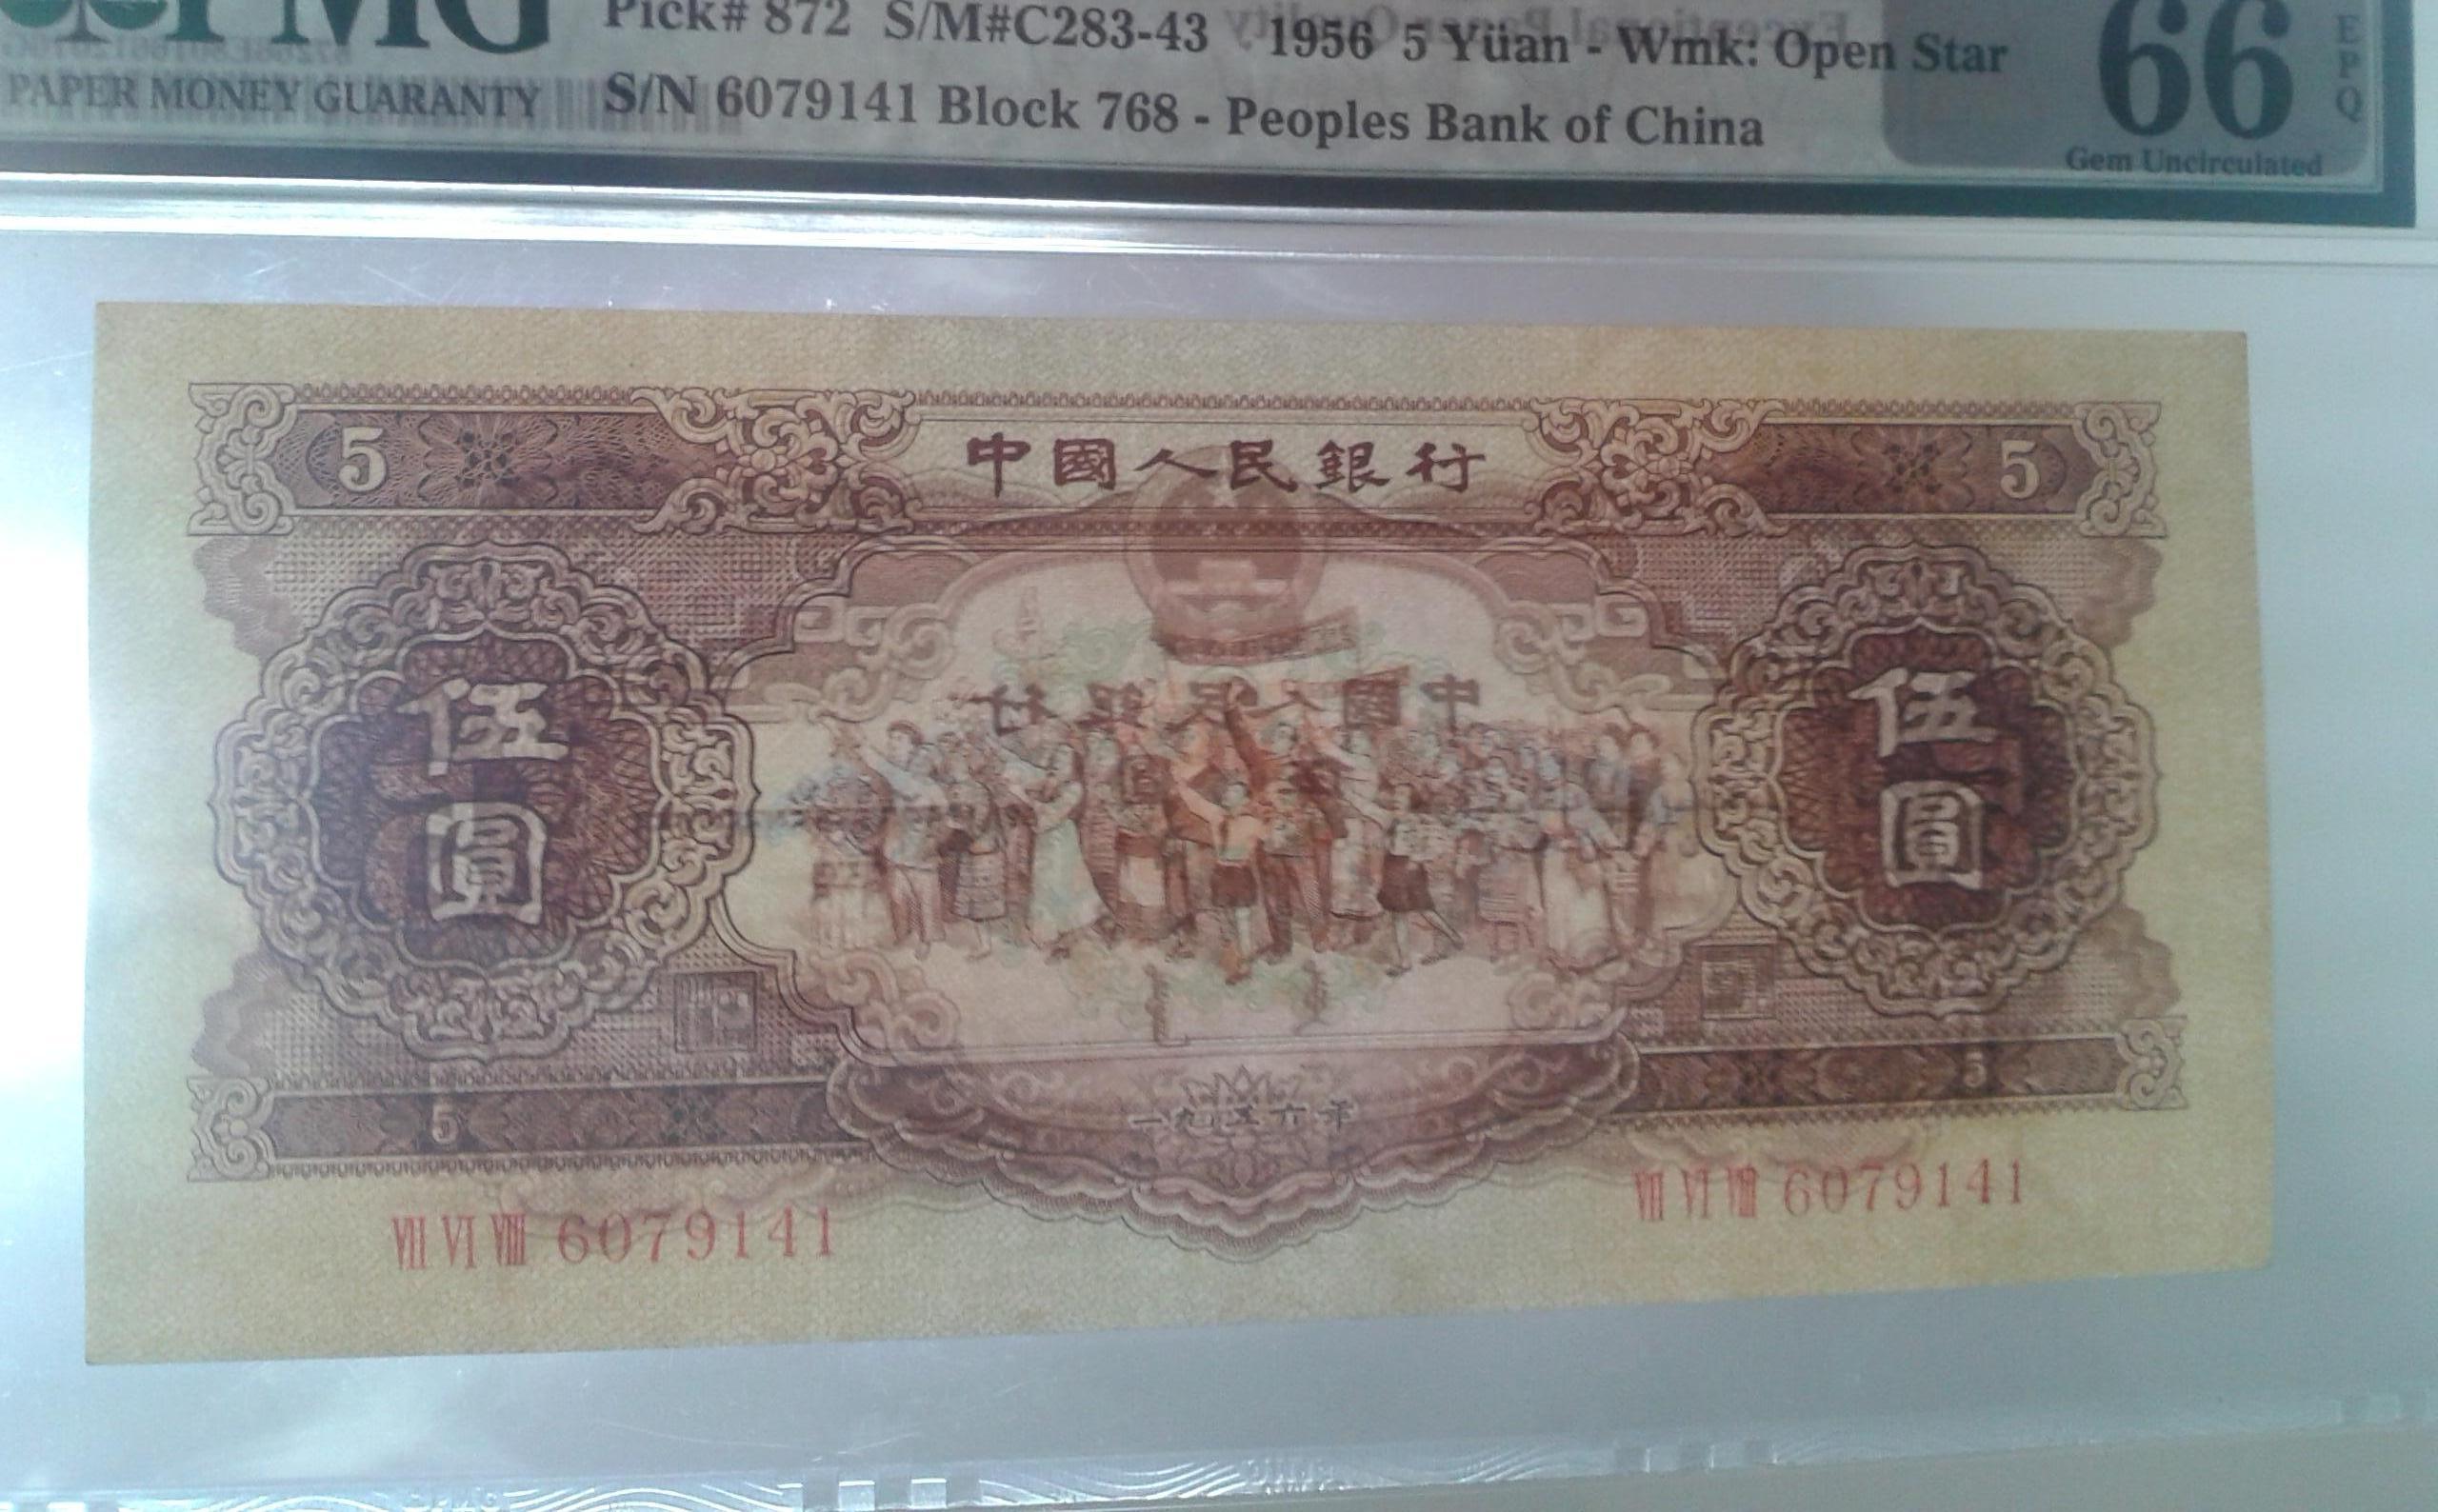 PMG
PAPER MONEY GUARANTY
Pick# 872 S/M#C283-43 1956 5 Yüan - Wmk: Open Star
S/N 6079141 Block 768 - Peoples Bank of China
66
EPQ
Gem Uncirculated
5
中國人民銀行
5
伍圓
伍圓
5
一九五六年
5
VII VI VIII 6079141
VII VI VIII 6079141